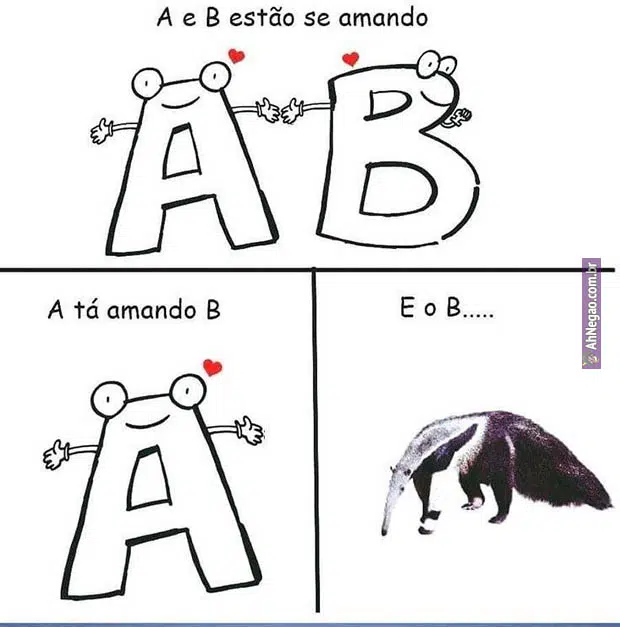 A e B estão se amando
A B
A tá amando B
E o B.....
A
AhNegao.com.br